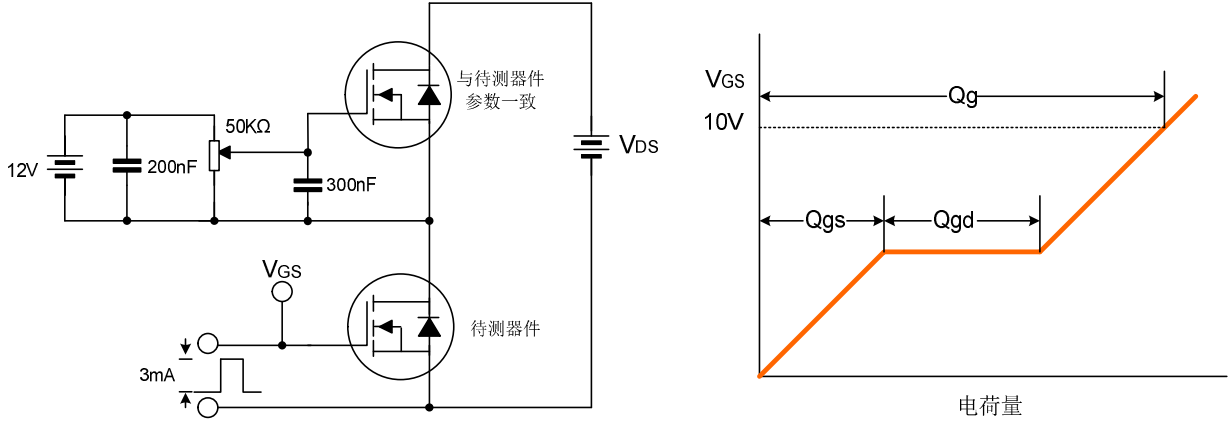 与待测器件
参数一致
50KΩ
12V
200nF
300nF
VDS
VGS
待测器件
3mA
VGS
Qg
10V
Qgs
Qgd
电荷量